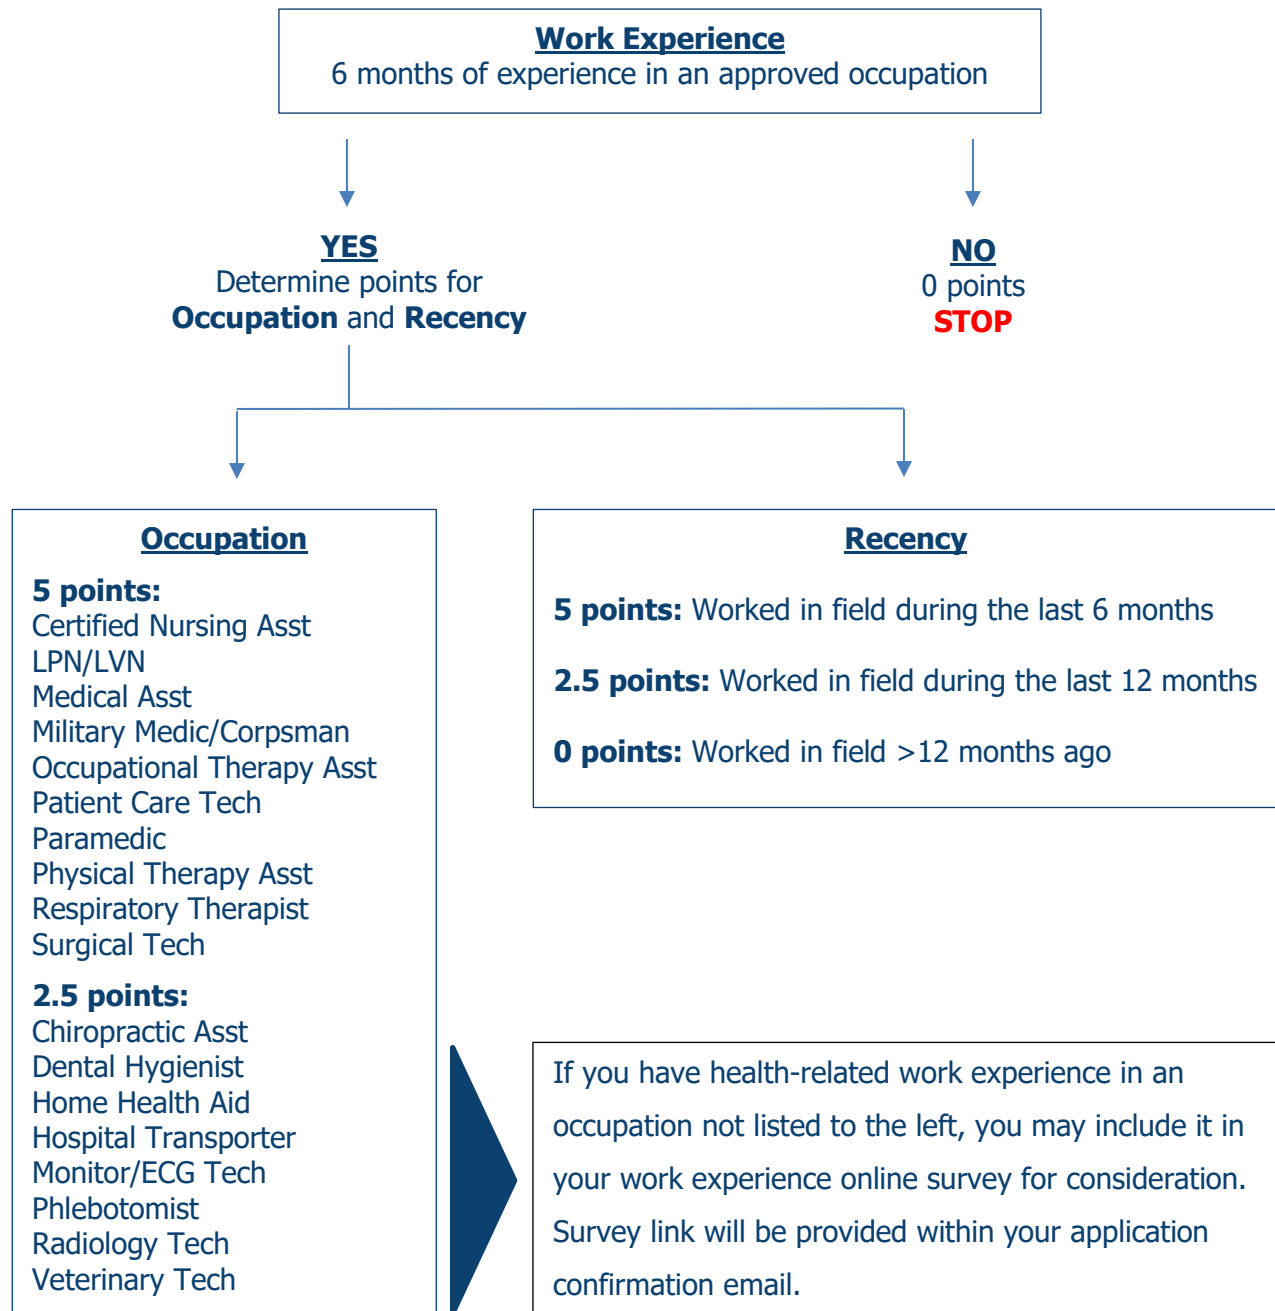 Work Experience
6 months of experience in an approved occupation
YES
Determine points for
Occupation and Recency
NO
0 points
STOP
Occupation
5 points:
Certified Nursing Asst
LPN/LVN
Medical Asst
Military Medic/Corpsman
Occupational Therapy Asst
Patient Care Tech
Paramedic
Physical Therapy Asst
Respiratory Therapist
Surgical Tech
2.5 points:
Chiropractic Asst
Dental Hygienist
Home Health Aid
Hospital Transporter
Monitor/ECG Tech
Phlebotomist
Radiology Tech
Veterinary Tech
Recency
5 points: Worked in field during the last 6 months
2.5 points: Worked in field during the last 12 months
0 points: Worked in field >12 months ago
If you have health-related work experience in an
occupation not listed to the left, you may include it in
your work experience online survey for consideration.
Survey link will be provided within your application
confirmation email.